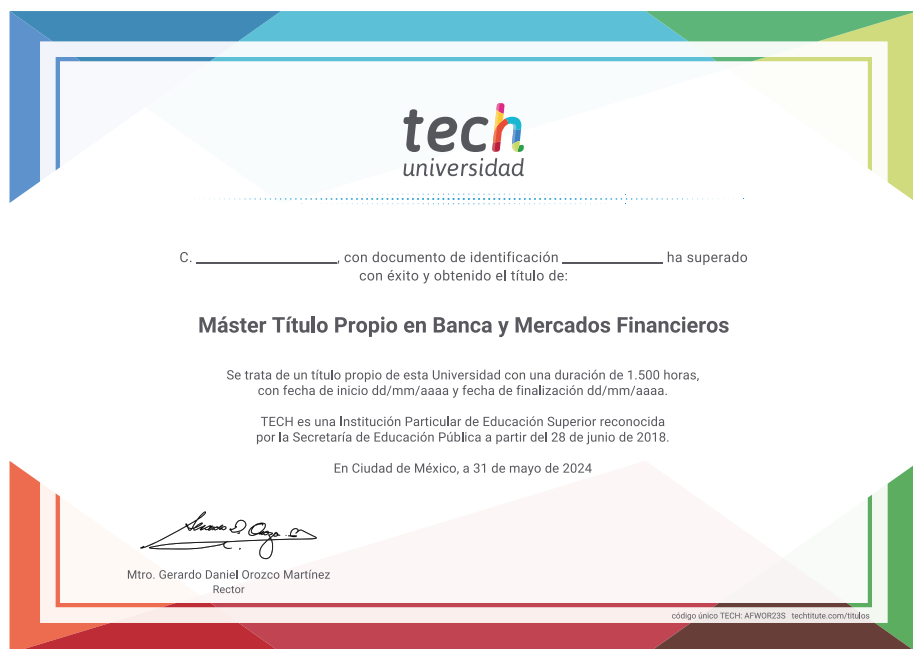 tech
universidad
C. ____________, con documento de identificación ____________ ha superado
con éxito y obtenido el título de:
Máster Título Propio en Banca y Mercados Financieros
Se trata de un título propio de esta Universidad con una duración de 1.500 horas,
con fecha de inicio dd/mm/aaaa y fecha de finalización dd/mm/aaaa.
TECH es una Institución Particular de Educación Superior reconocida
por la Secretaría de Educación Pública a partir del 28 de junio de 2018.
En Ciudad de México, a 31 de mayo de 2024
Mtro. Gerardo Daniel Orozco Martínez
Rector
código único TECH: AFWOR23S techtitute.com/titulos